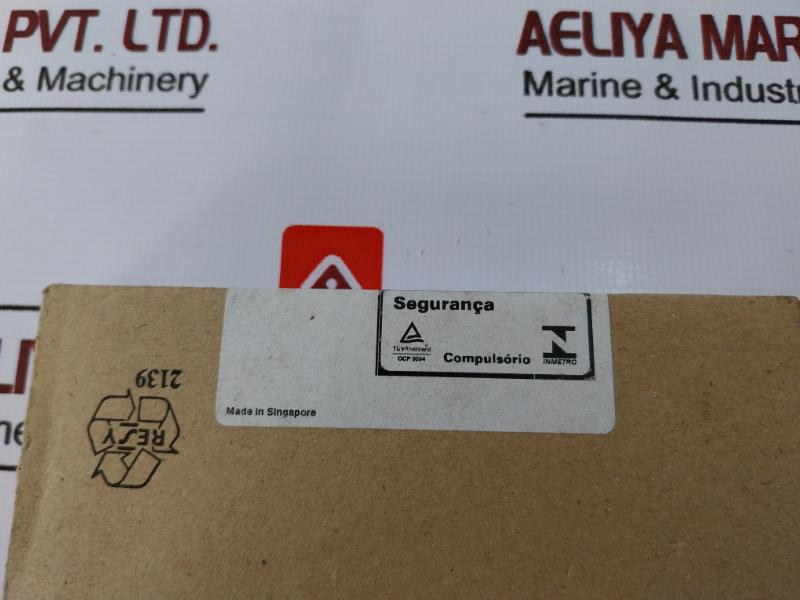 PVT. LTD.
& Machinery
AELIYA MAR
Marine & Industr
Segurança
TÜVRheinland
OCP 0004
Compulsório
INMETRO
Made in Singapore
2139
RESY